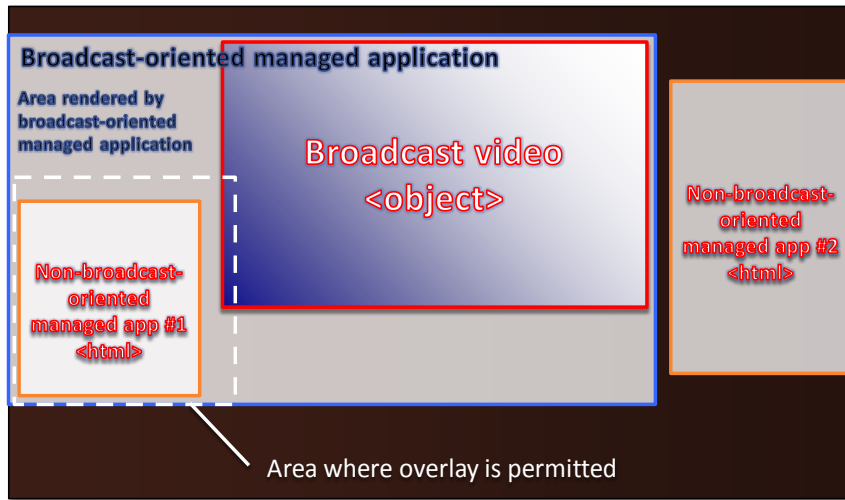 Broadcast-oriented managed application
Area rendered by
broadcast-oriented
managed application
Broadcast video
<object>
Non-broadcast-
oriented
managed app #2
<html>
Non-broadcast-
oriented
managed app #1
<html>
Area where overlay is permitted